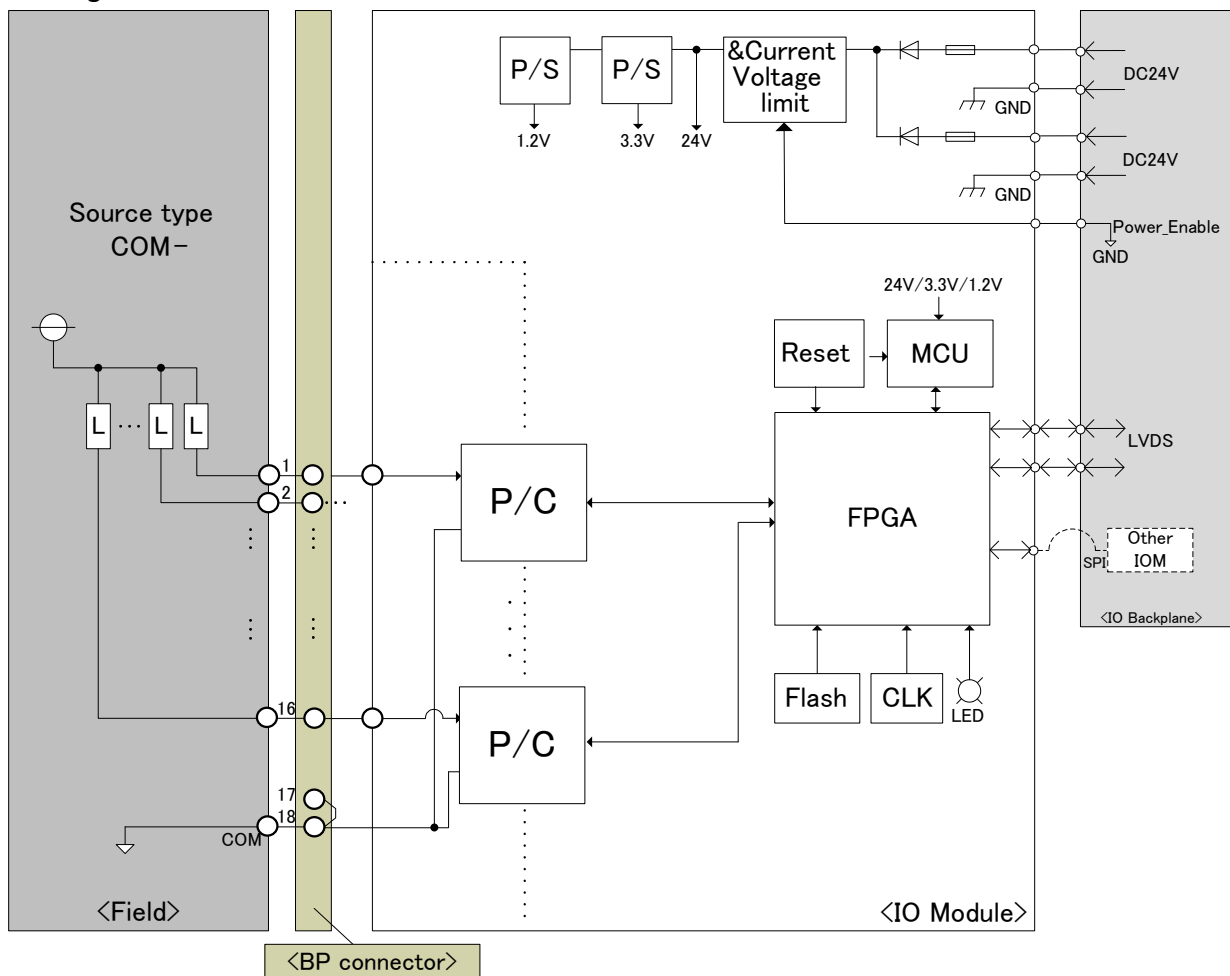 &Current
Voltage
limit
P/S
P/S
1.2V
3.3V
24V
DC24V
GND
DC24V
GND
Power_Enable
GND
Source type
COM-
24V/3.3V/1.2V
Reset
MCU
L
...
L
L
LVDS
1
2
P/C
FPGA
Other
IOM
SPI
<IO Backplane>
16
P/C
Flash
CLK
LED
17
18
COM
<Field>
<IO Module>
<BP connector>